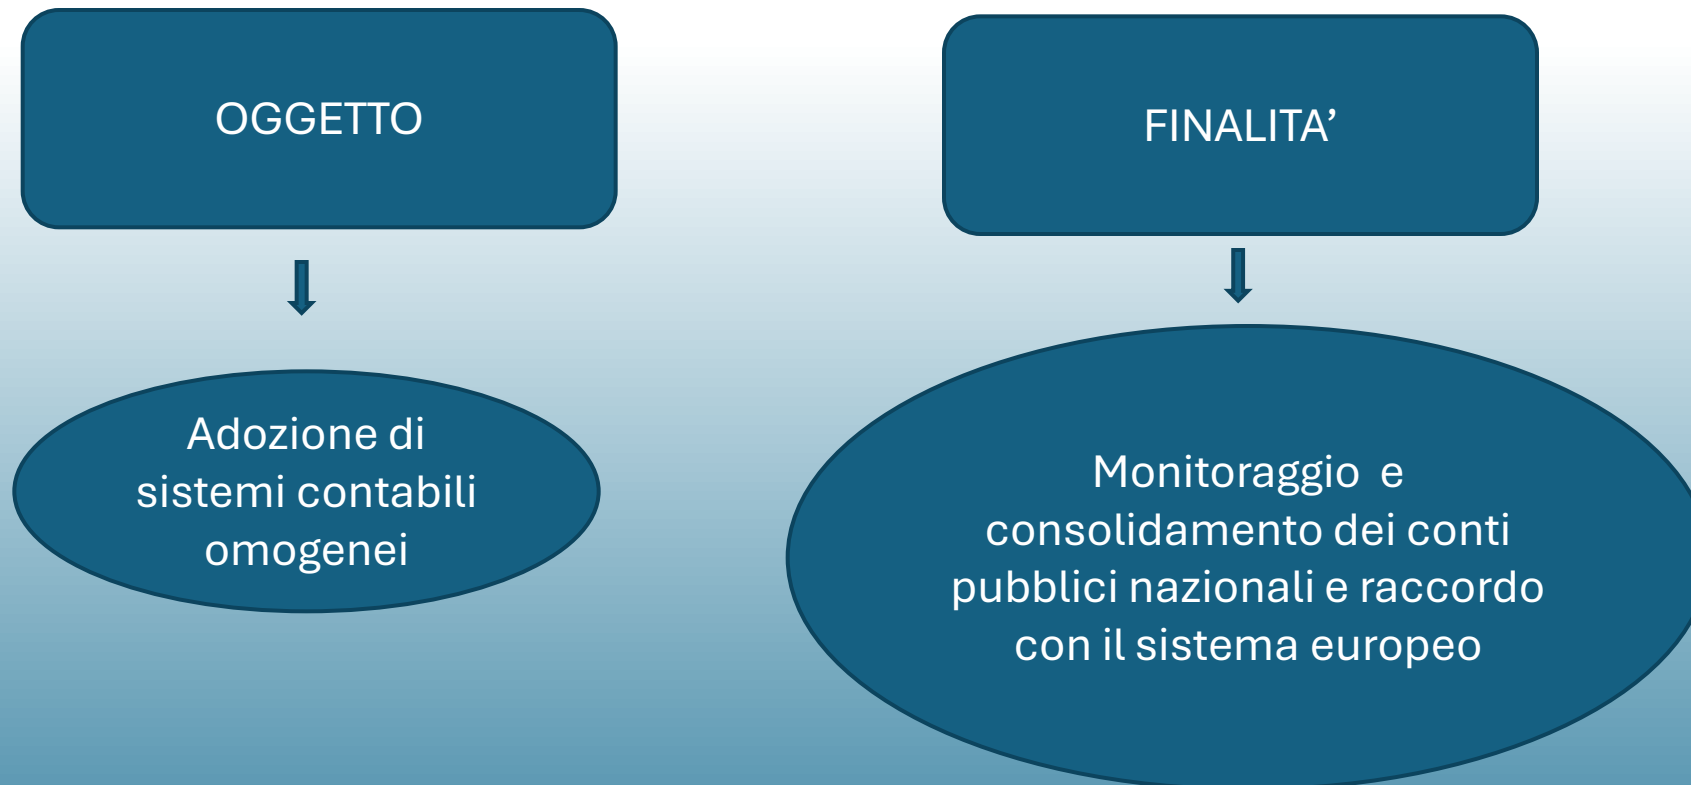 OGGETTO
Adozione di
sistemi contabili
omogenei
FINALITA’
Monitoraggio e
consolidamento dei conti
pubblici nazionali e raccordo
con il sistema europeo